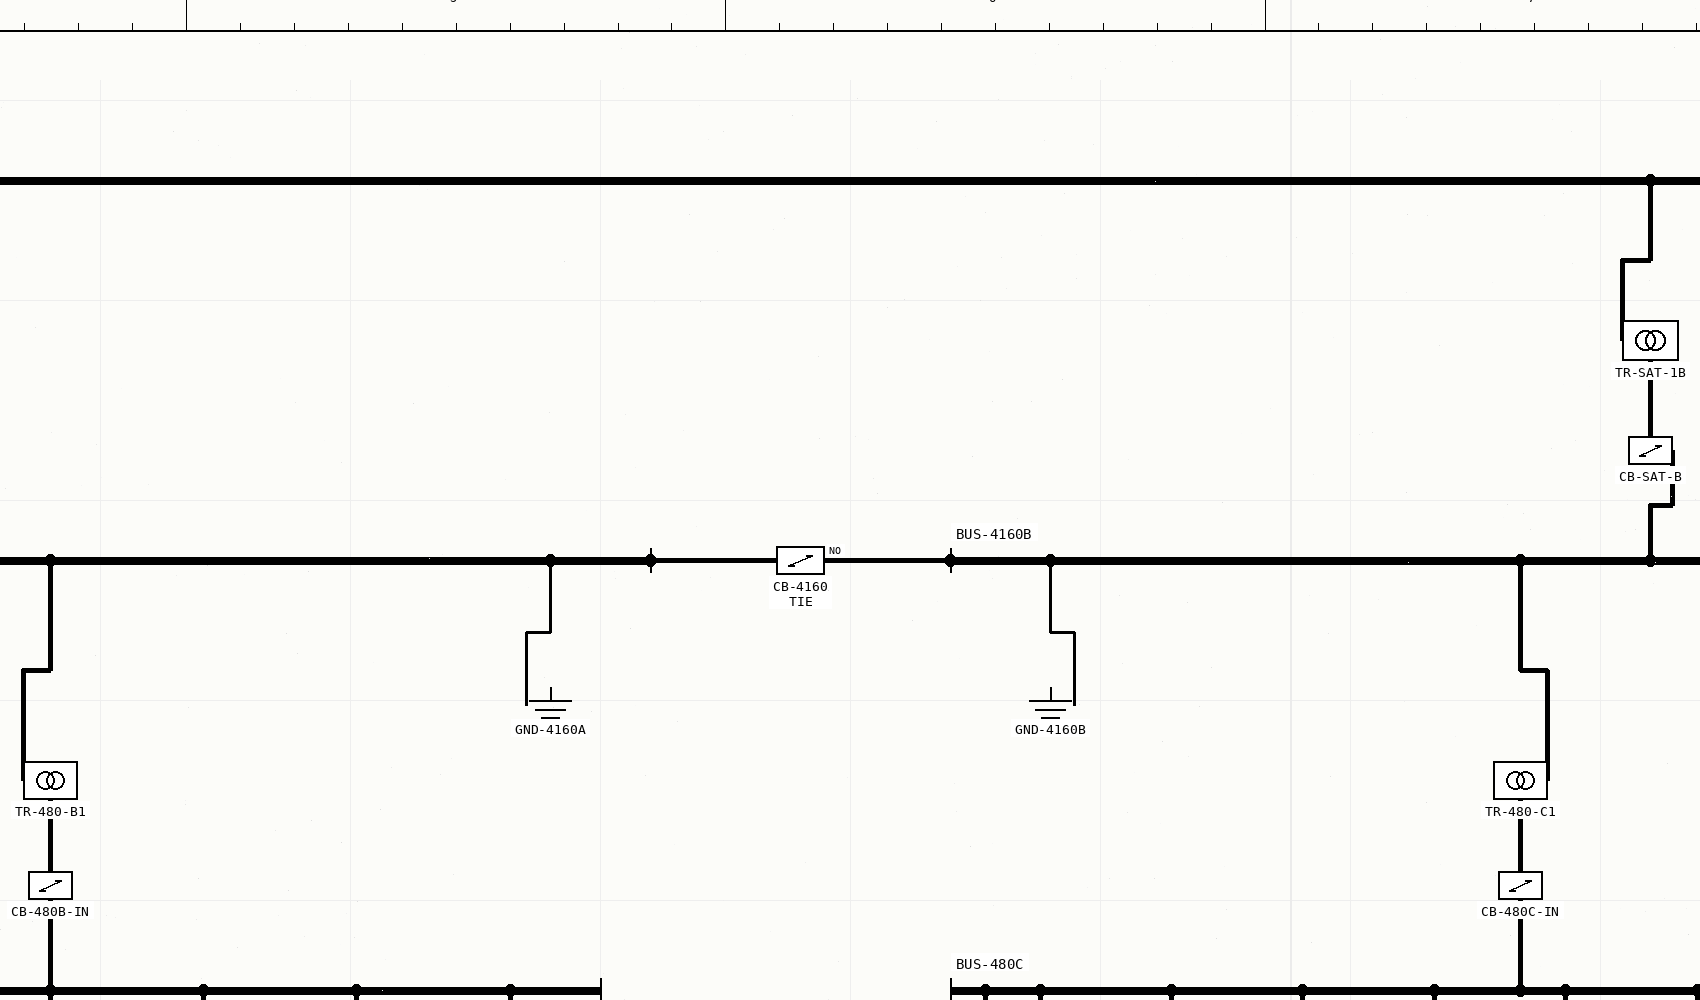 TR-SAT-1B
CB-SAT-B
BUS-4160B
NO
CB-4160
TIE
GND-4160A
GND-4160B
TR-480-B1
TR-480-C1
CB-480B-IN
CB-480C-IN
BUS-480C